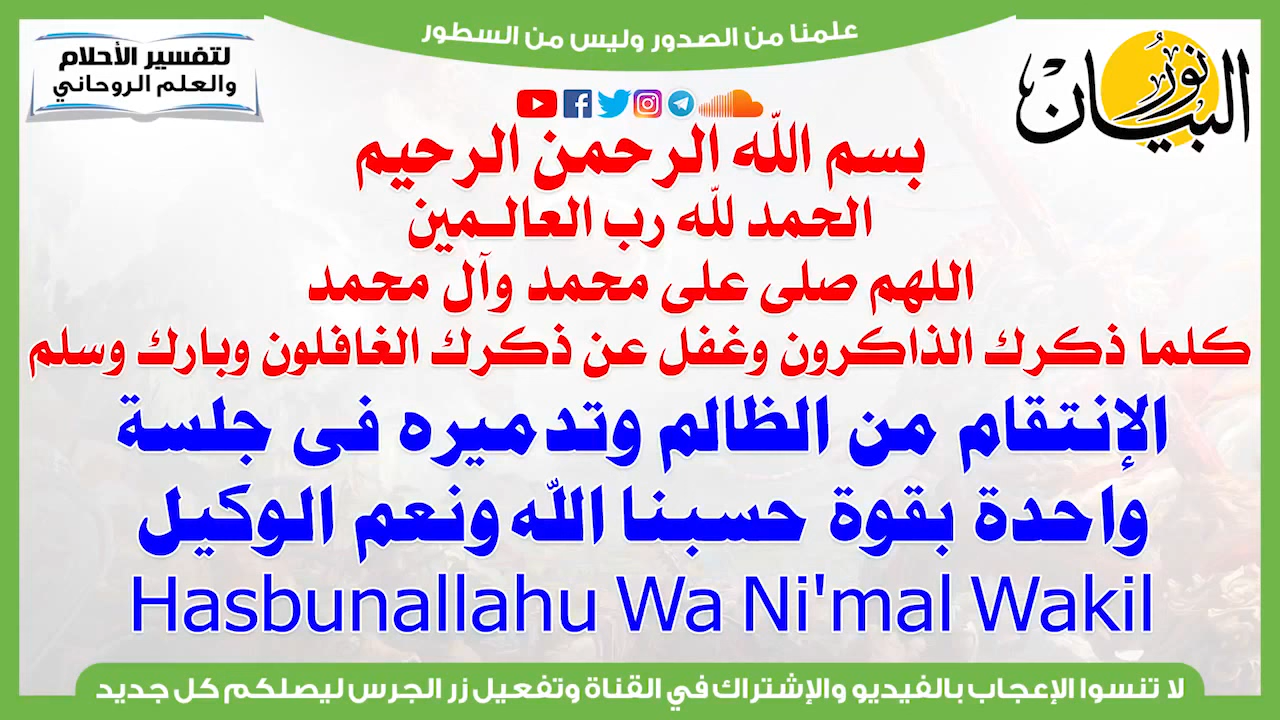 علمنا من الصدور وليس من السطور
لتفسير الأحلام
والعلم الروحاني
نور
البيان
بسم الله الرحمن الرحيم
الحمد لله رب العالـمين
اللهم صلى على محمد وآل محمد
كلما ذكرك الذاكرون وغفل عن ذكرك الغافلون وبارك وسلم
الإنتقام من الظالم وتدميره فى جلسة
واحدة بقوة حسبنا الله ونعم الوكيل
Hasbunallahu Wa Ni'mal Wakil
لا تنسوا الإعجاب بالفيديو والإشتراك في القناة وتفعيل زر الجرس ليصلكم كل جديد